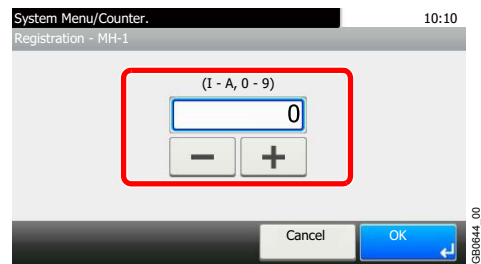 System Menu/Counter. 10:10
Registration - MH-1
(I - A, 0 - 9)
0
− +
Cancel OK
GB0644_00